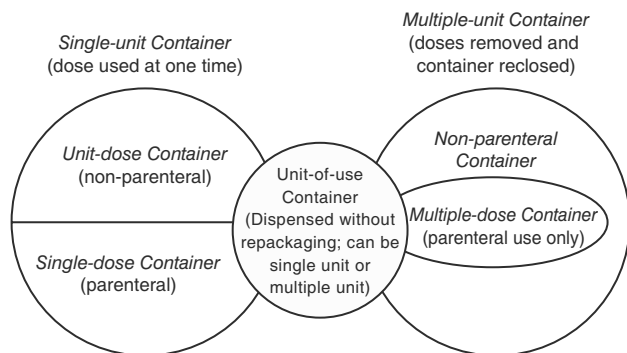 Single-unit Container
(dose used at one time)
Multiple-unit Container
(doses removed and
container reclosed)
Unit-dose Container
(non-parenteral)
Single-dose Container
(parenteral)
Unit-of-use
Container
(Dispensed without
repackaging; can be
single unit or
multiple unit)
Non-parenteral
Container
Multiple-dose Container
(parenteral use only)